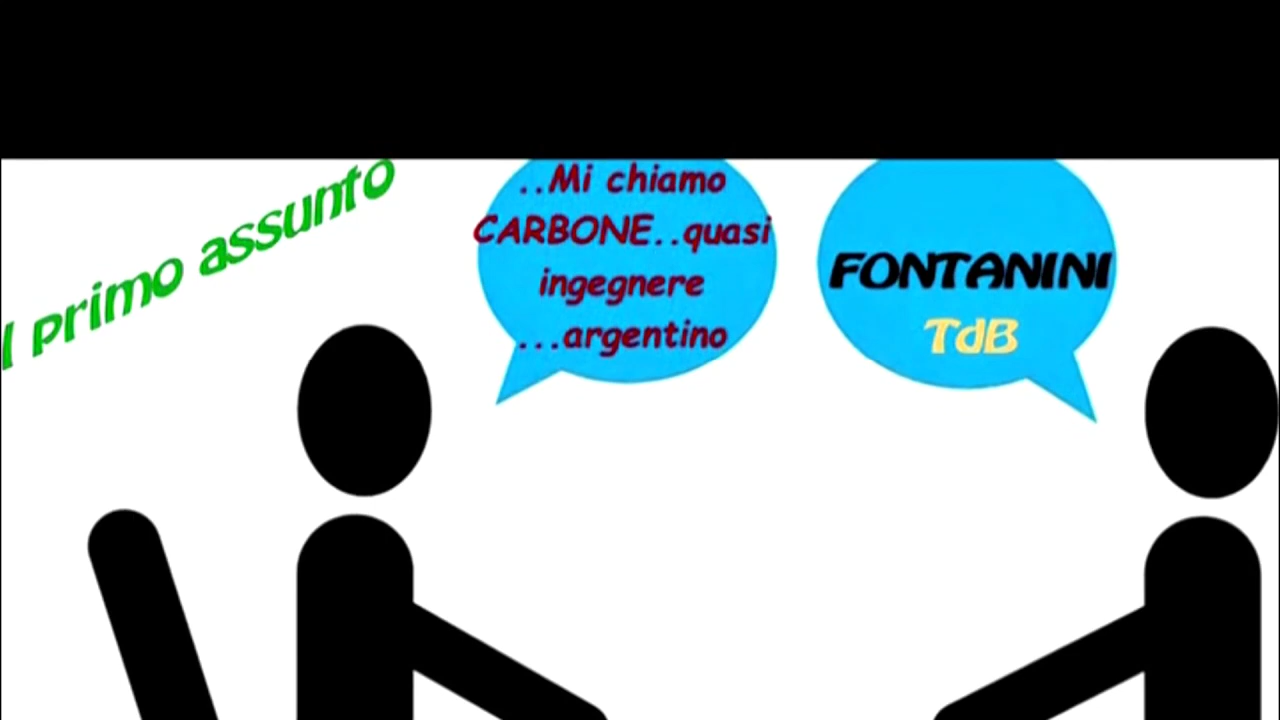 l primo assunto
..Mi chiamo
CARBONE..quasi
ingegnere
...argentino
FONTANINI
TdB